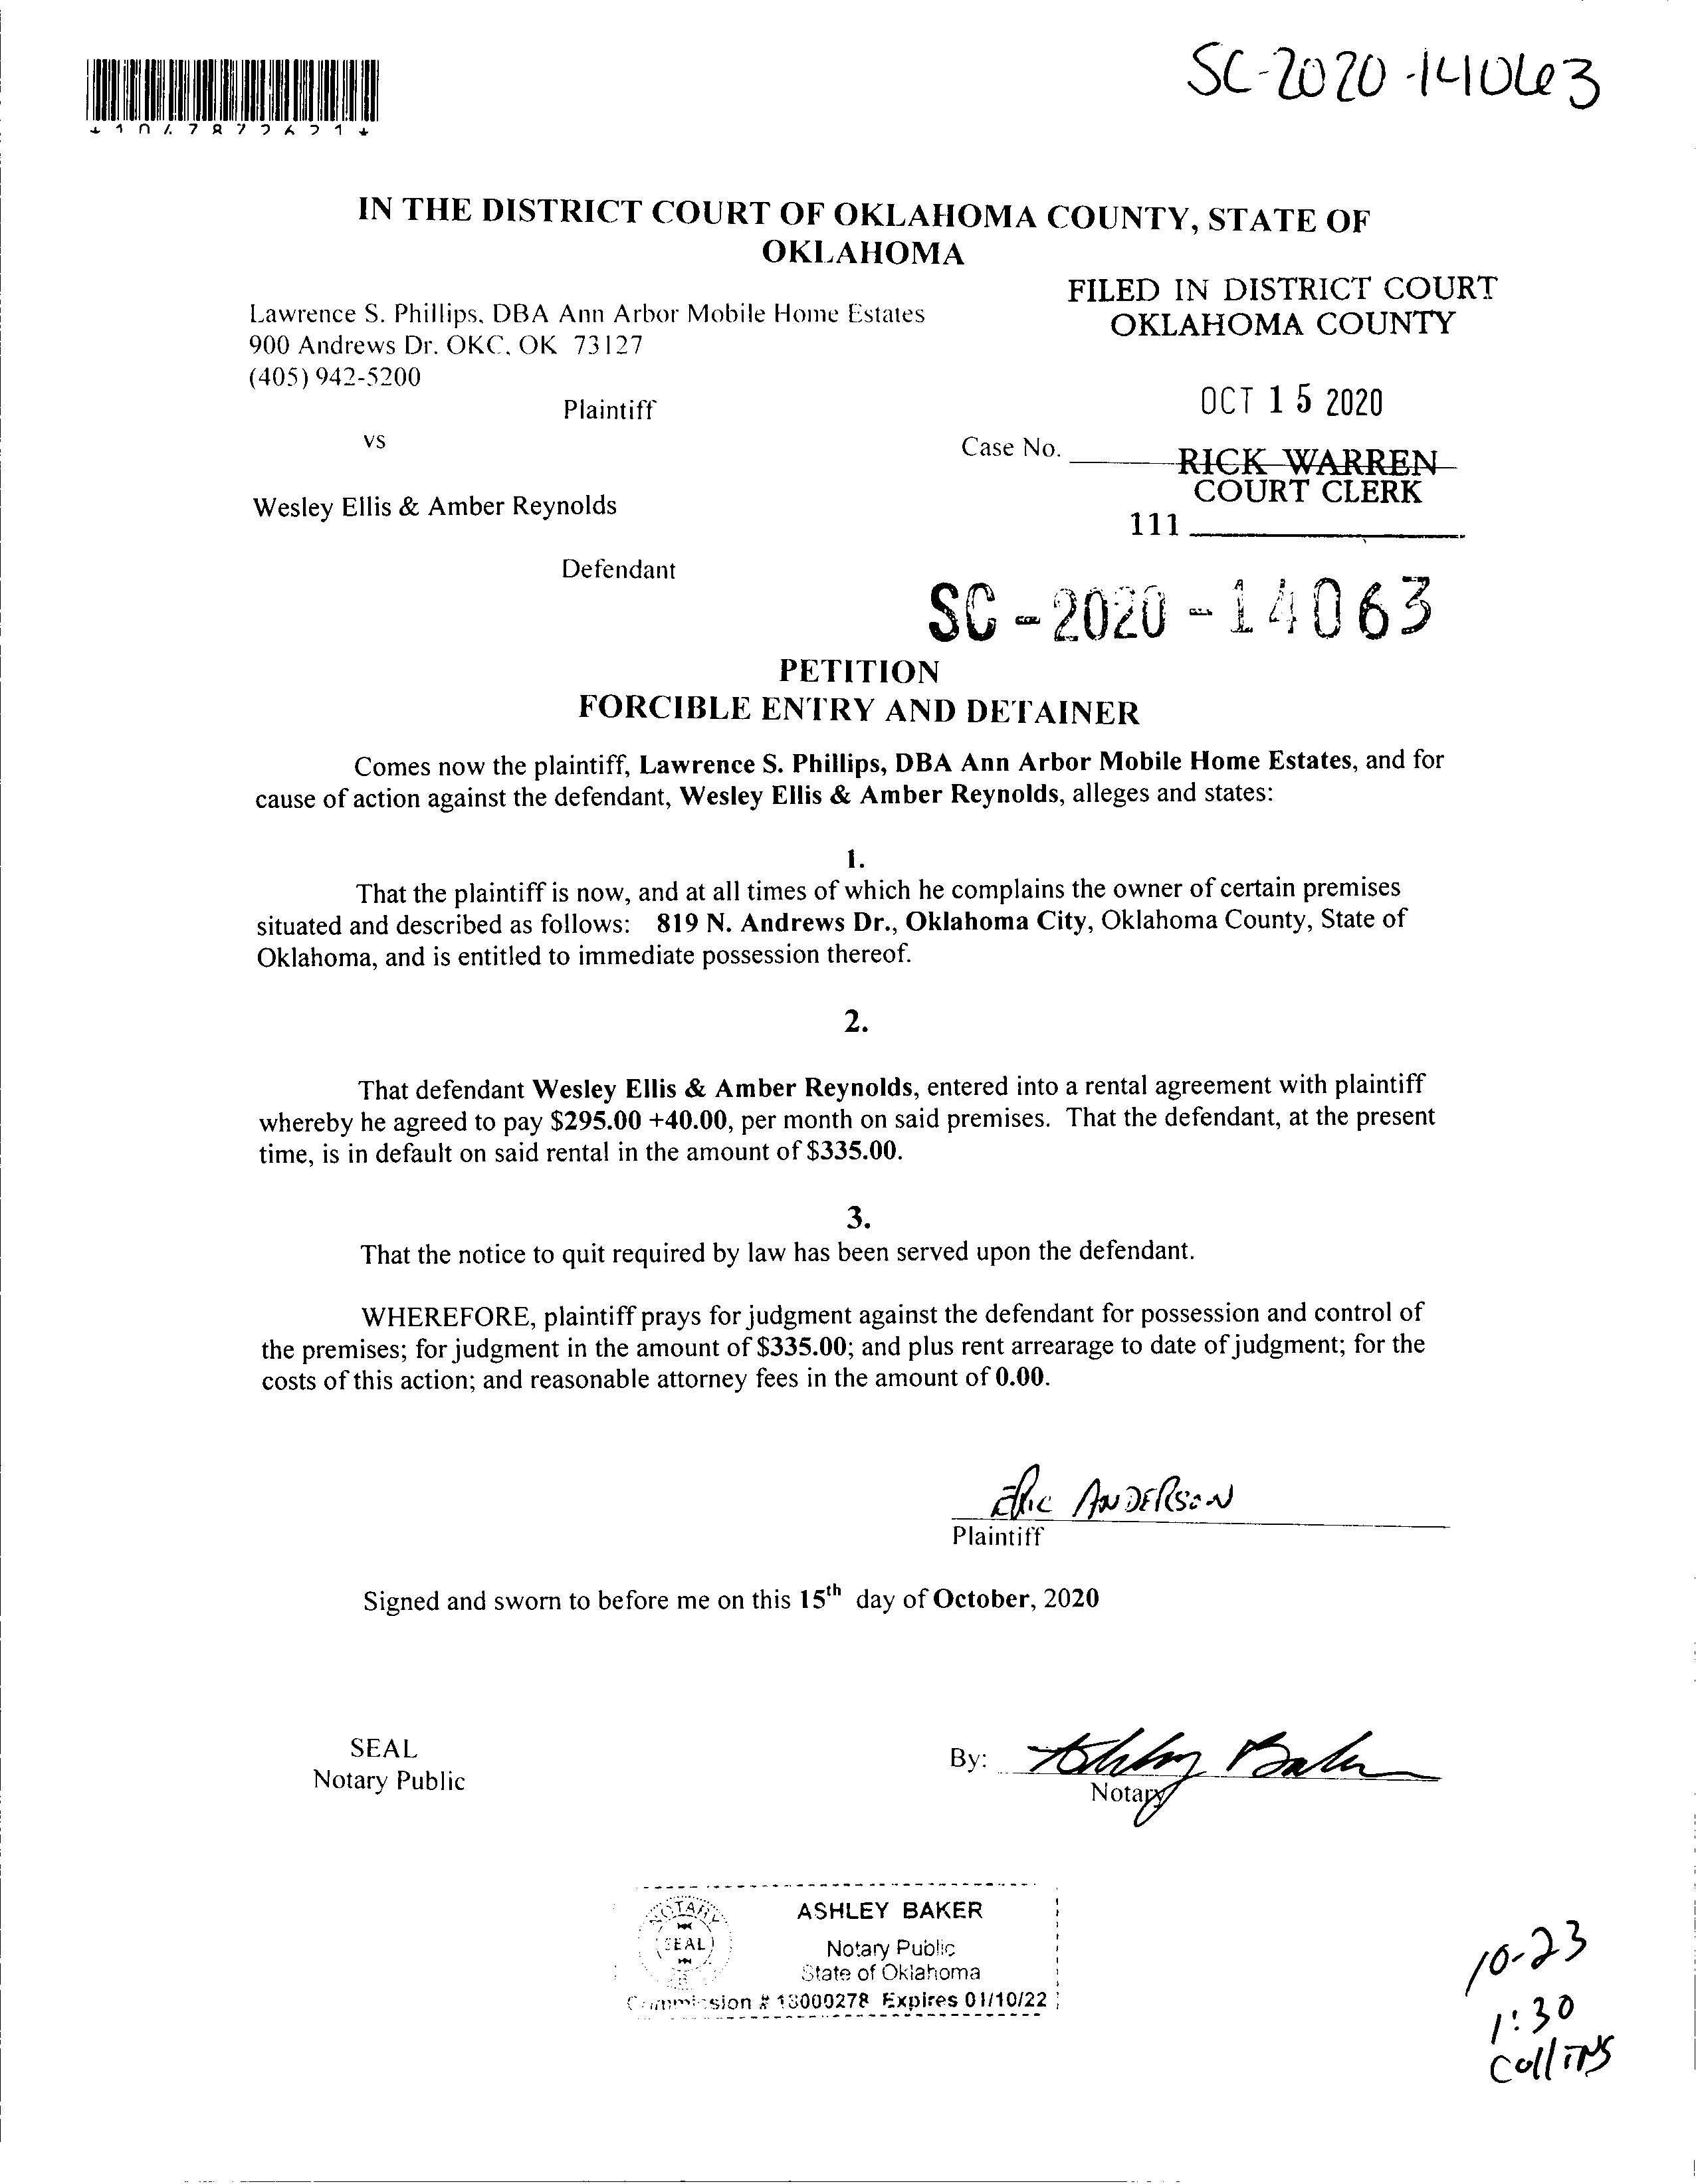 SC-2020-14063
IN THE DISTRICT COURT OF OKLAHOMA COUNTY, STATE OF
OKLAHOMA
FILED IN DISTRICT COURT
OKLAHOMA COUNTY
Lawrence S. Phillips, DBA Ann Arbor Mobile Home Estates
900 Andrews Dr. OKC, OK 73127
(405) 942-5200
Plaintiff
OCT 15 2020
vs
Case No.
RICK WARREN
COURT CLERK
Wesley Ellis & Amber Reynolds
111
Defendant
SC-2020-14063
PETITION
FORCIBLE ENTRY AND DETAINER
Comes now the plaintiff, Lawrence S. Phillips, DBA Ann Arbor Mobile Home Estates, and for
cause of action against the defendant, Wesley Ellis & Amber Reynolds, alleges and states:
1.
That the plaintiff is now, and at all times of which he complains the owner of certain premises
situated and described as follows: 819 N. Andrews Dr., Oklahoma City, Oklahoma County, State of
Oklahoma, and is entitled to immediate possession thereof.
2.
That defendant Wesley Ellis & Amber Reynolds, entered into a rental agreement with plaintiff
whereby he agreed to pay $295.00 +40.00, per month on said premises. That the defendant, at the present
time, is in default on said rental in the amount of $335.00.
3.
That the notice to quit required by law has been served upon the defendant.
WHEREFORE, plaintiff prays for judgment against the defendant for possession and control of
the premises; for judgment in the amount of $335.00; and plus rent arrearage to date of judgment; for the
costs of this action; and reasonable attorney fees in the amount of 0.00.
Eric Anderson
Plaintiff
Signed and sworn to before me on this 15th day of October, 2020
SEAL
Notary Public
By: Ashley Baker
Notary
NOTARY
SEAL
ASHLEY BAKER
Notary Public
State of Oklahoma
Commission # 18000278 Expires 01/10/22
10-23
1:30
Collins